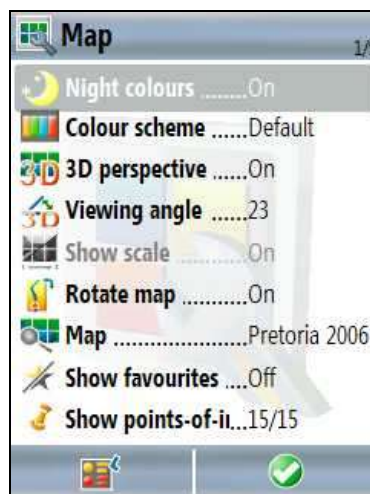 Map
1/
Night colours ........On
Colour scheme ......Default
3D perspective ......On
Viewing angle ......23
Show scale ............On
Rotate map ...........On
Map ......................Pretoria 2006
Show favourites ....Off
Show points-of-i...15/15